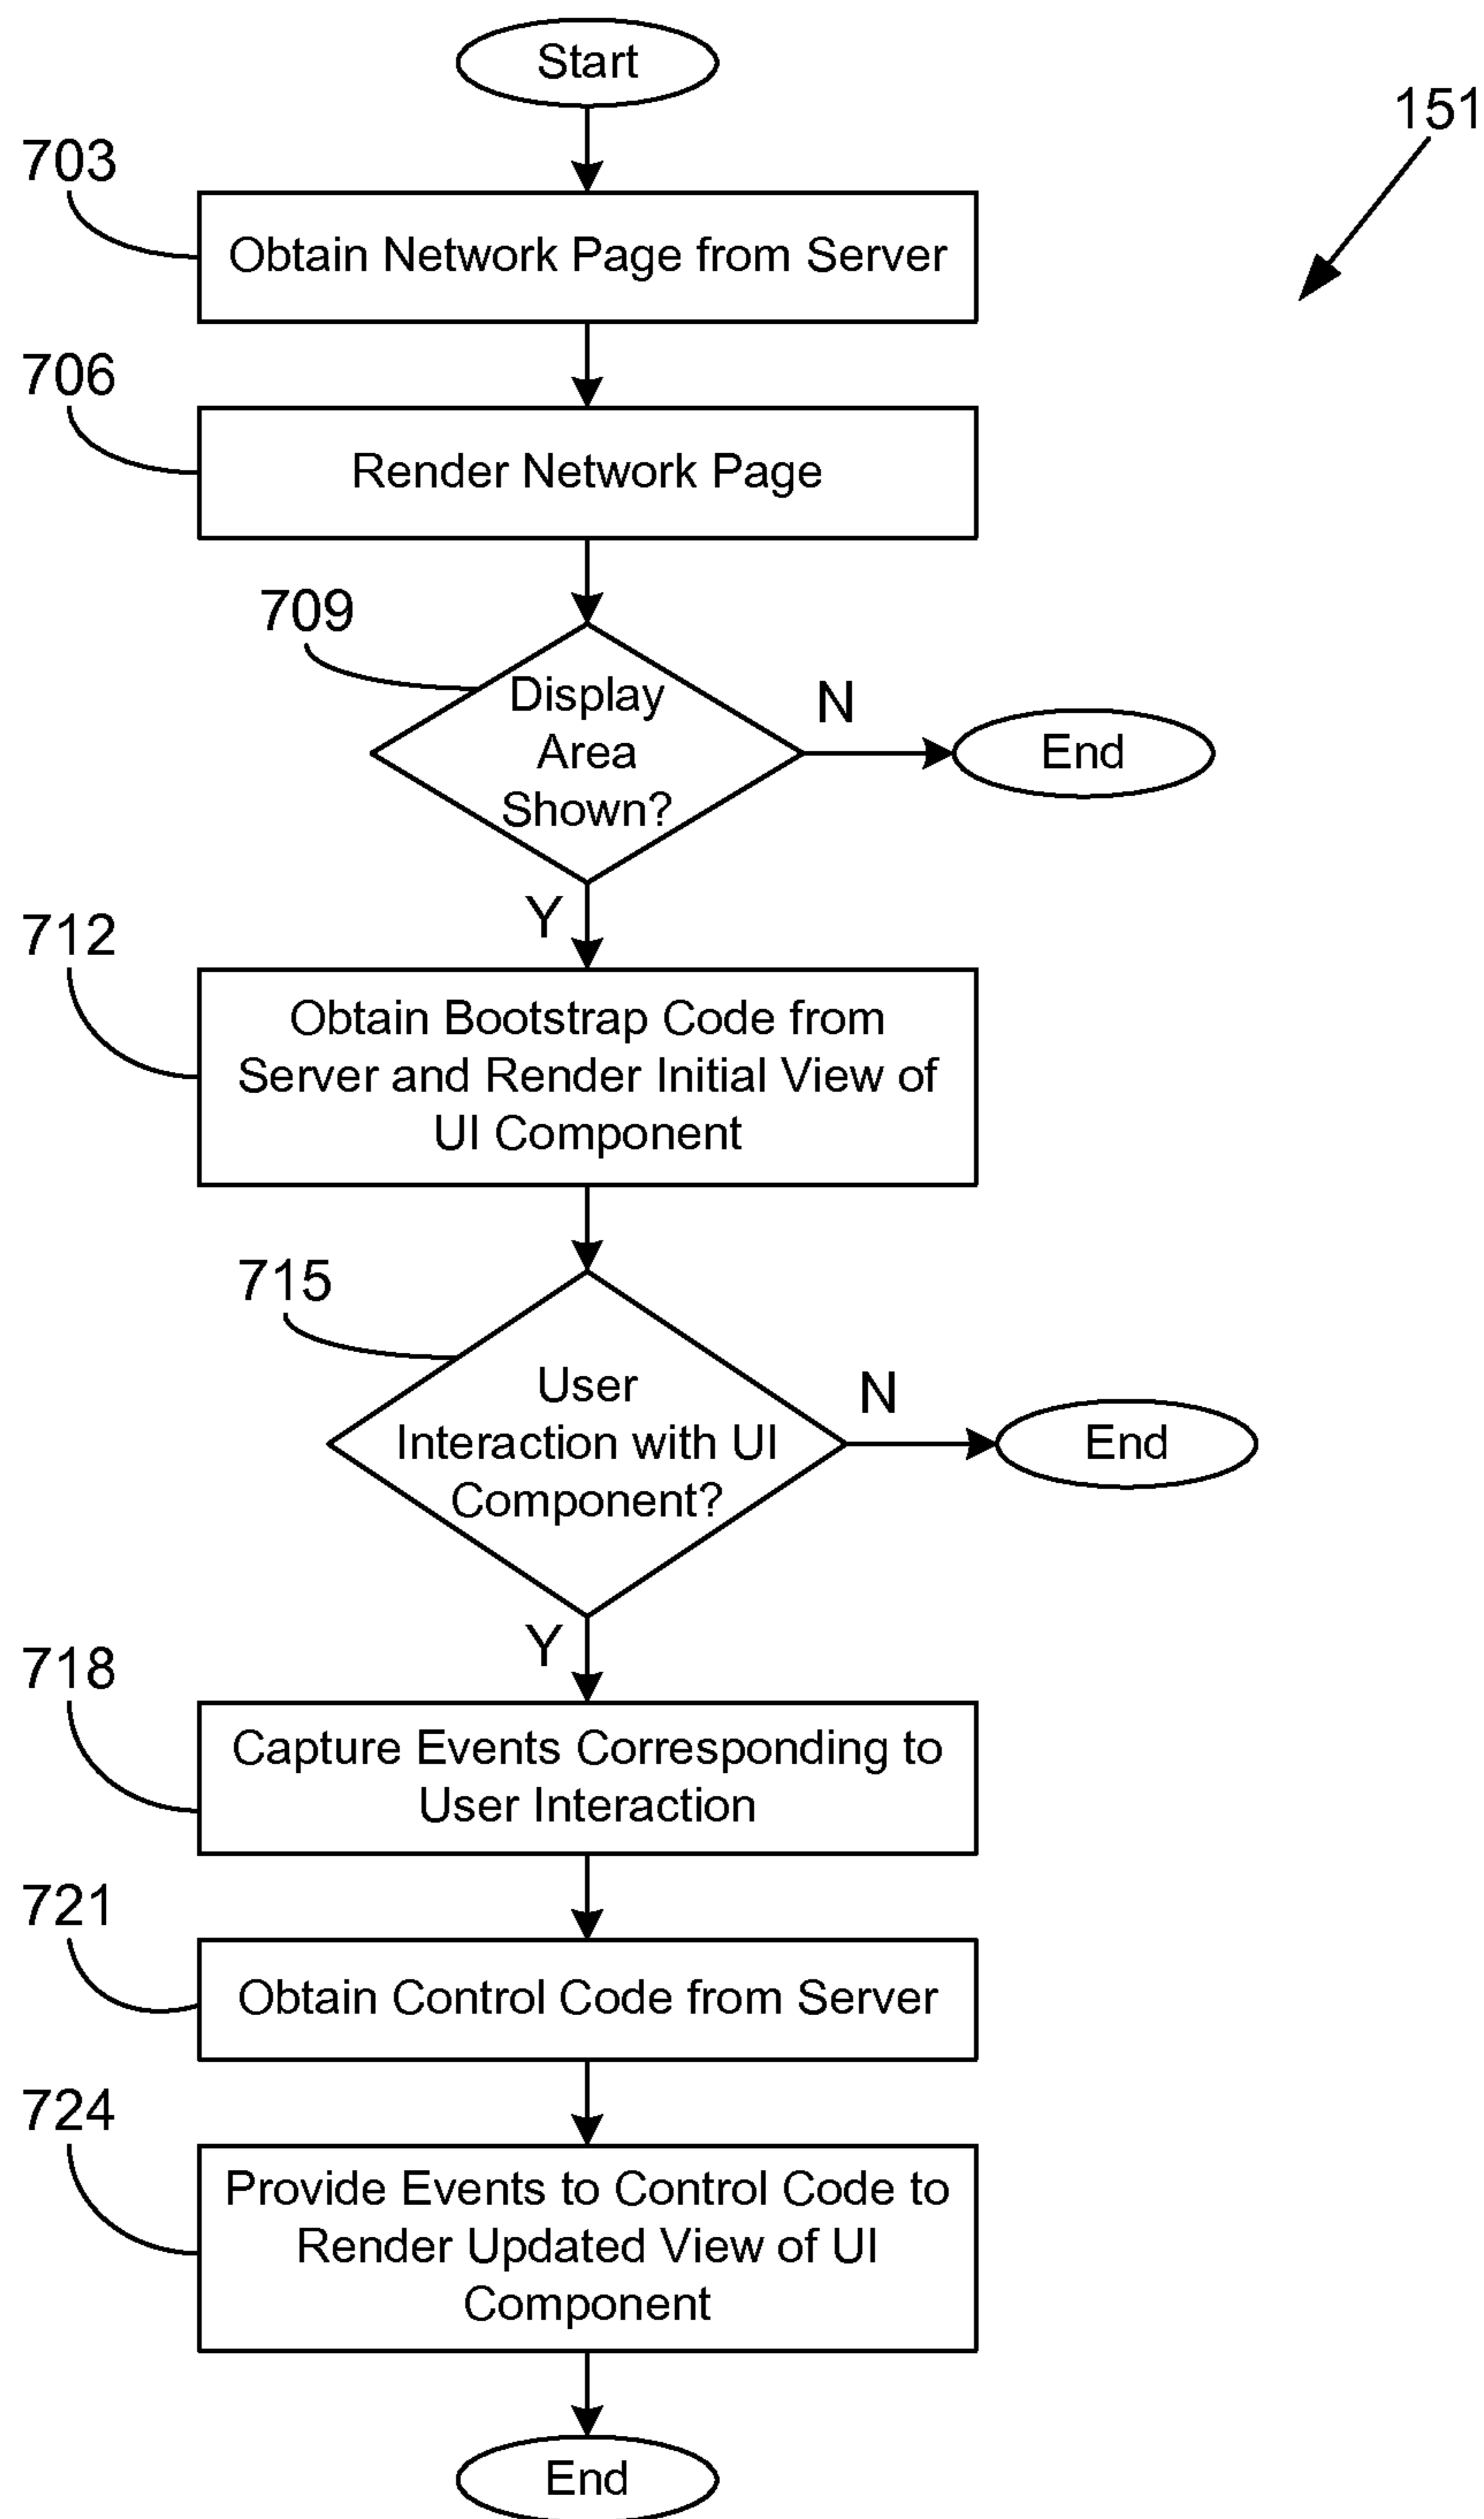 Start
151
703
Obtain Network Page from Server
706
Render Network Page
709
Display
Area
Shown?
N
End
Y
712
Obtain Bootstrap Code from
Server and Render Initial View of
UI Component
715
User
Interaction with UI
Component?
N
End
Y
718
Capture Events Corresponding to
User Interaction
721
Obtain Control Code from Server
724
Provide Events to Control Code to
Render Updated View of UI
Component
End